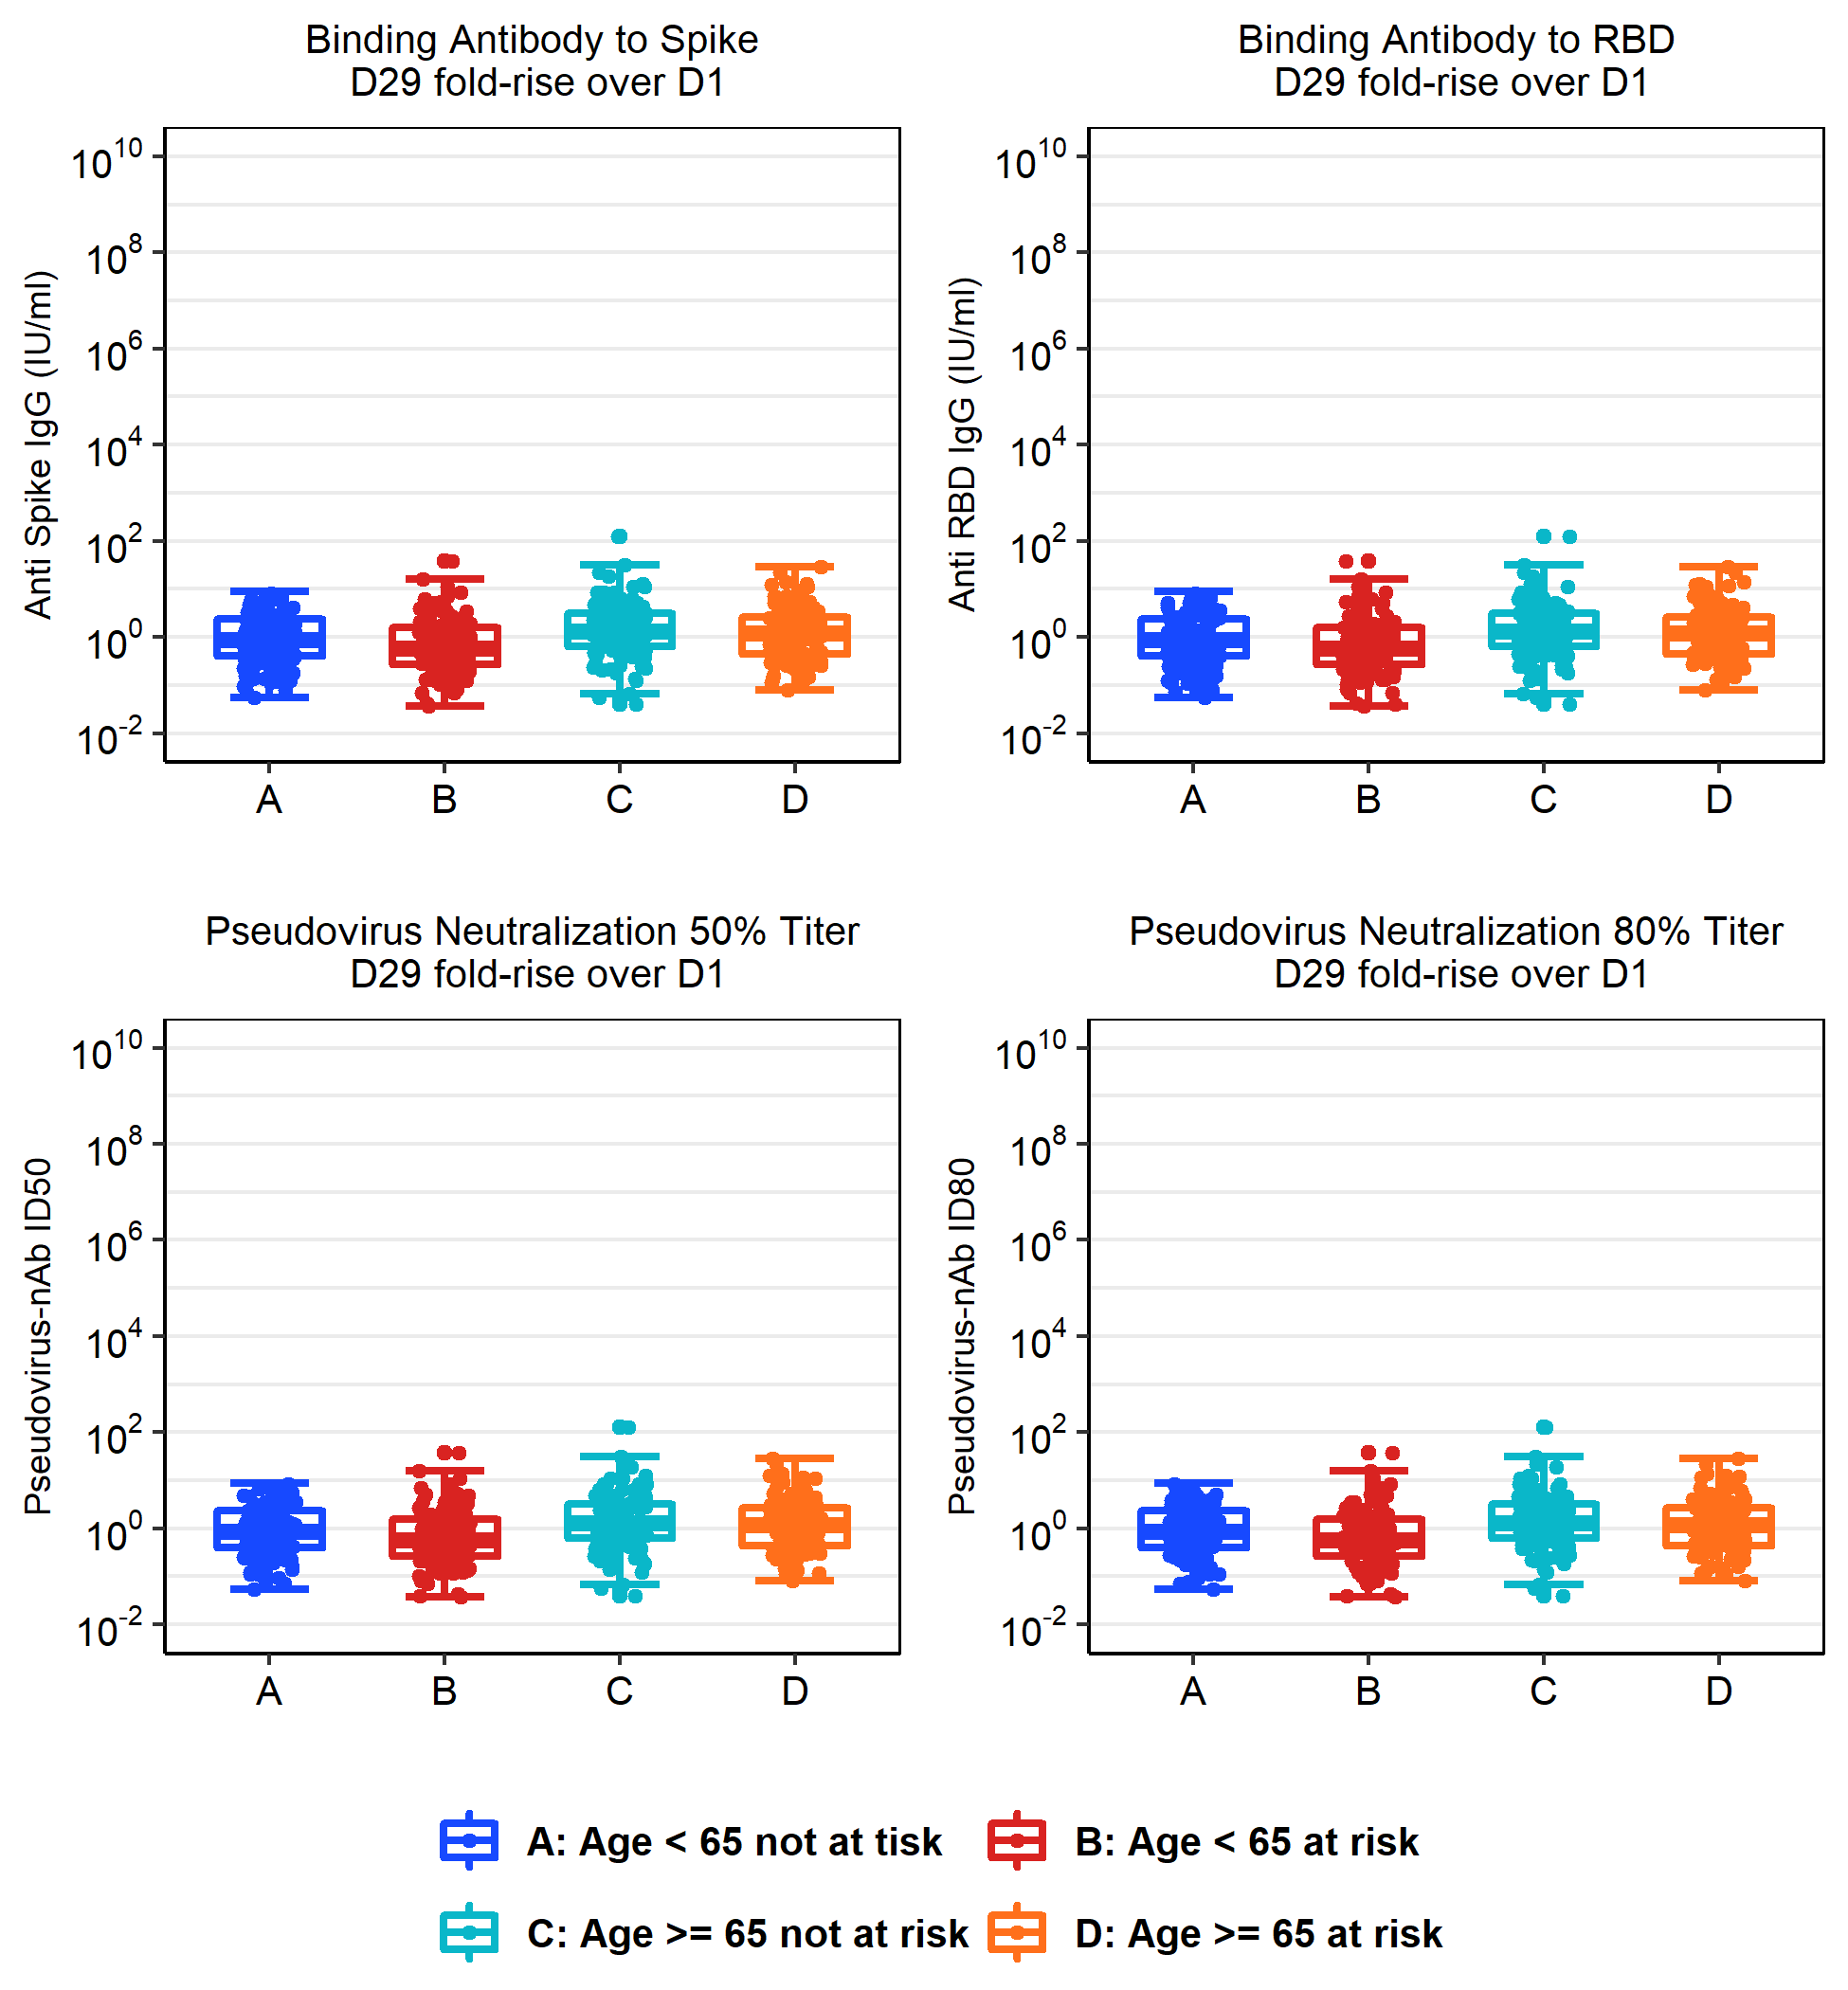 Binding Antibody to Spike
D29 fold-rise over D1
Anti Spike IgG (IU/ml)
10^10
10^8
10^6
10^4
10^2
10^0
10^-2
A B C D
Binding Antibody to RBD
D29 fold-rise over D1
Anti RBD IgG (IU/ml)
10^10
10^8
10^6
10^4
10^2
10^0
10^-2
A B C D
Pseudovirus Neutralization 50% Titer
D29 fold-rise over D1
Pseudovirus-nAb ID50
10^10
10^8
10^6
10^4
10^2
10^0
10^-2
A B C D
Pseudovirus Neutralization 80% Titer
D29 fold-rise over D1
Pseudovirus-nAb ID80
10^10
10^8
10^6
10^4
10^2
10^0
10^-2
A B C D
A: Age < 65 not at tisk
B: Age < 65 at risk
C: Age >= 65 not at risk
D: Age >= 65 at risk